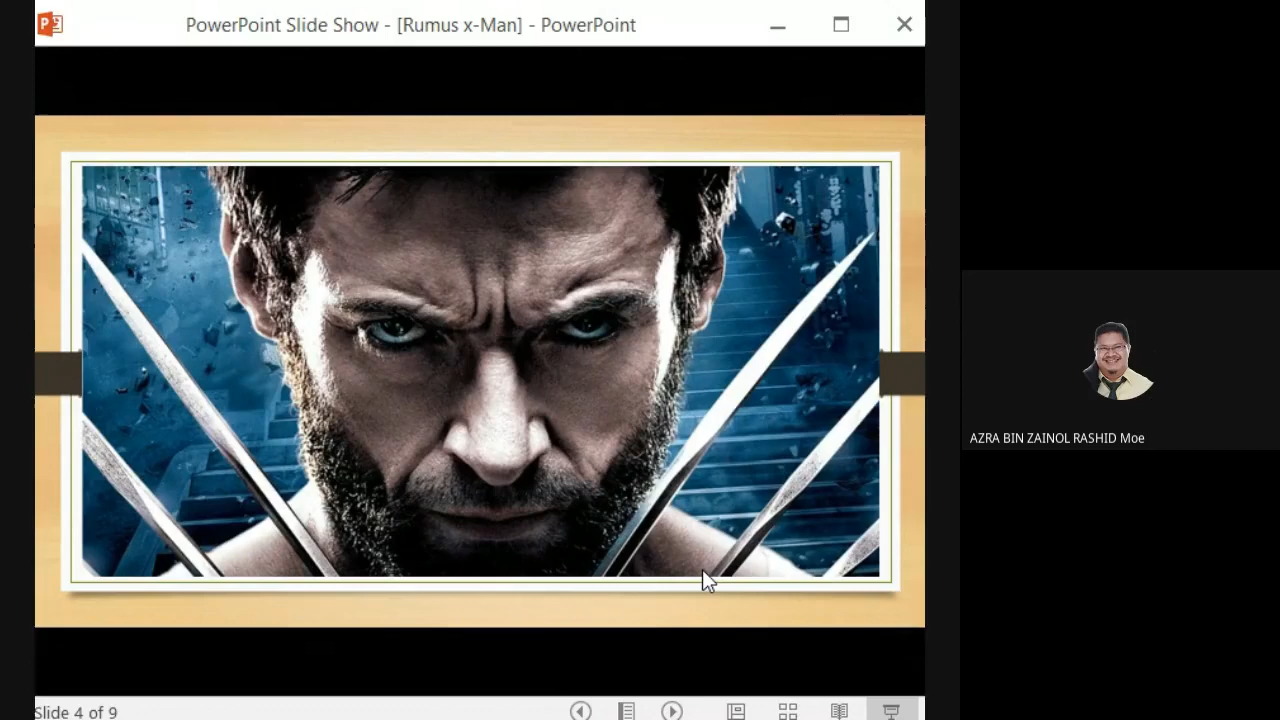 PowerPoint Slide Show - [Rumus x-Man] - PowerPoint
AZRA BIN ZAINOL RASHID Moe
Slide 4 of 9